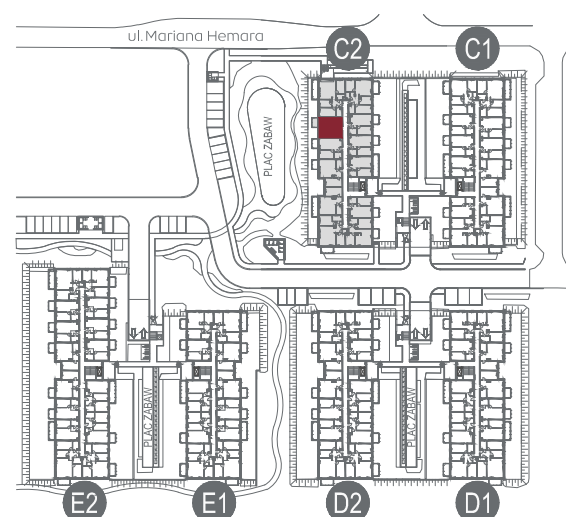 ul. Mariana Hemara
C2
C1
PLAC ZABAW
PLAC ZABAW
PLAC ZABAW
E2
E1
D2
D1